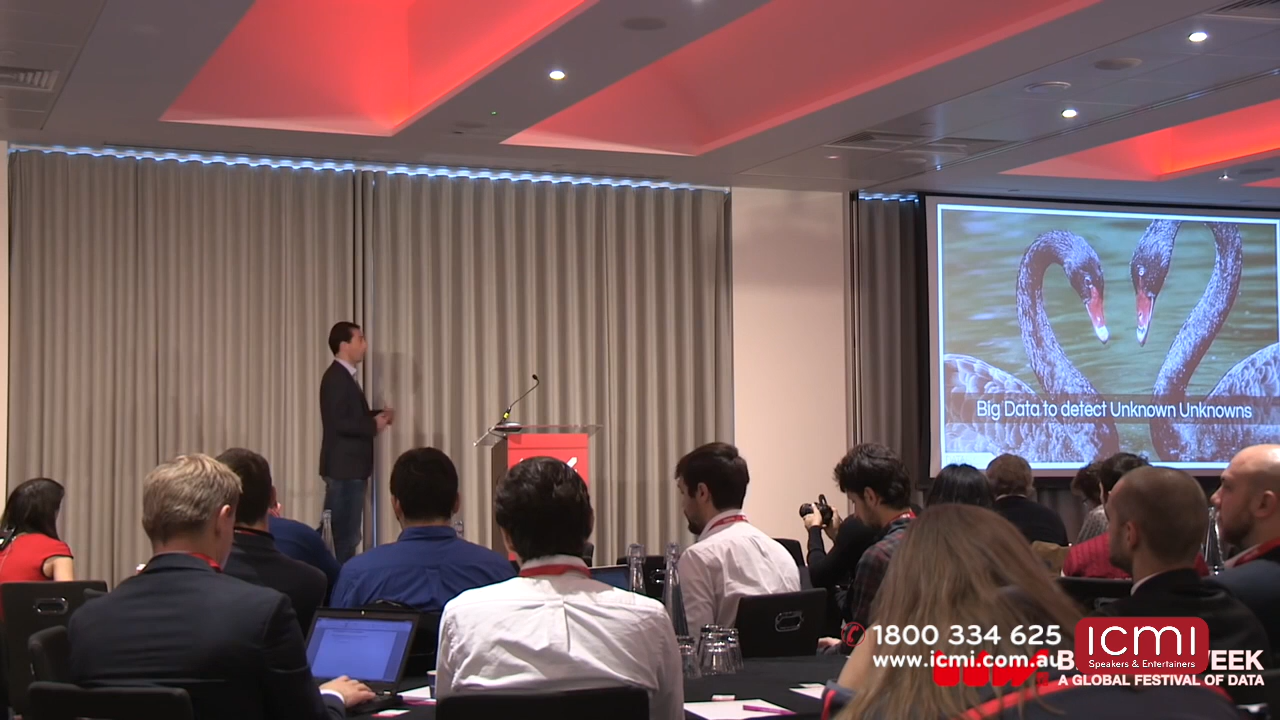 Big Data to detect Unknown Unknowns
1800 334 625
www.icmi.com.au
icmi
Speakers & Entertainers
WEEK
A GLOBAL FESTIVAL OF DATA